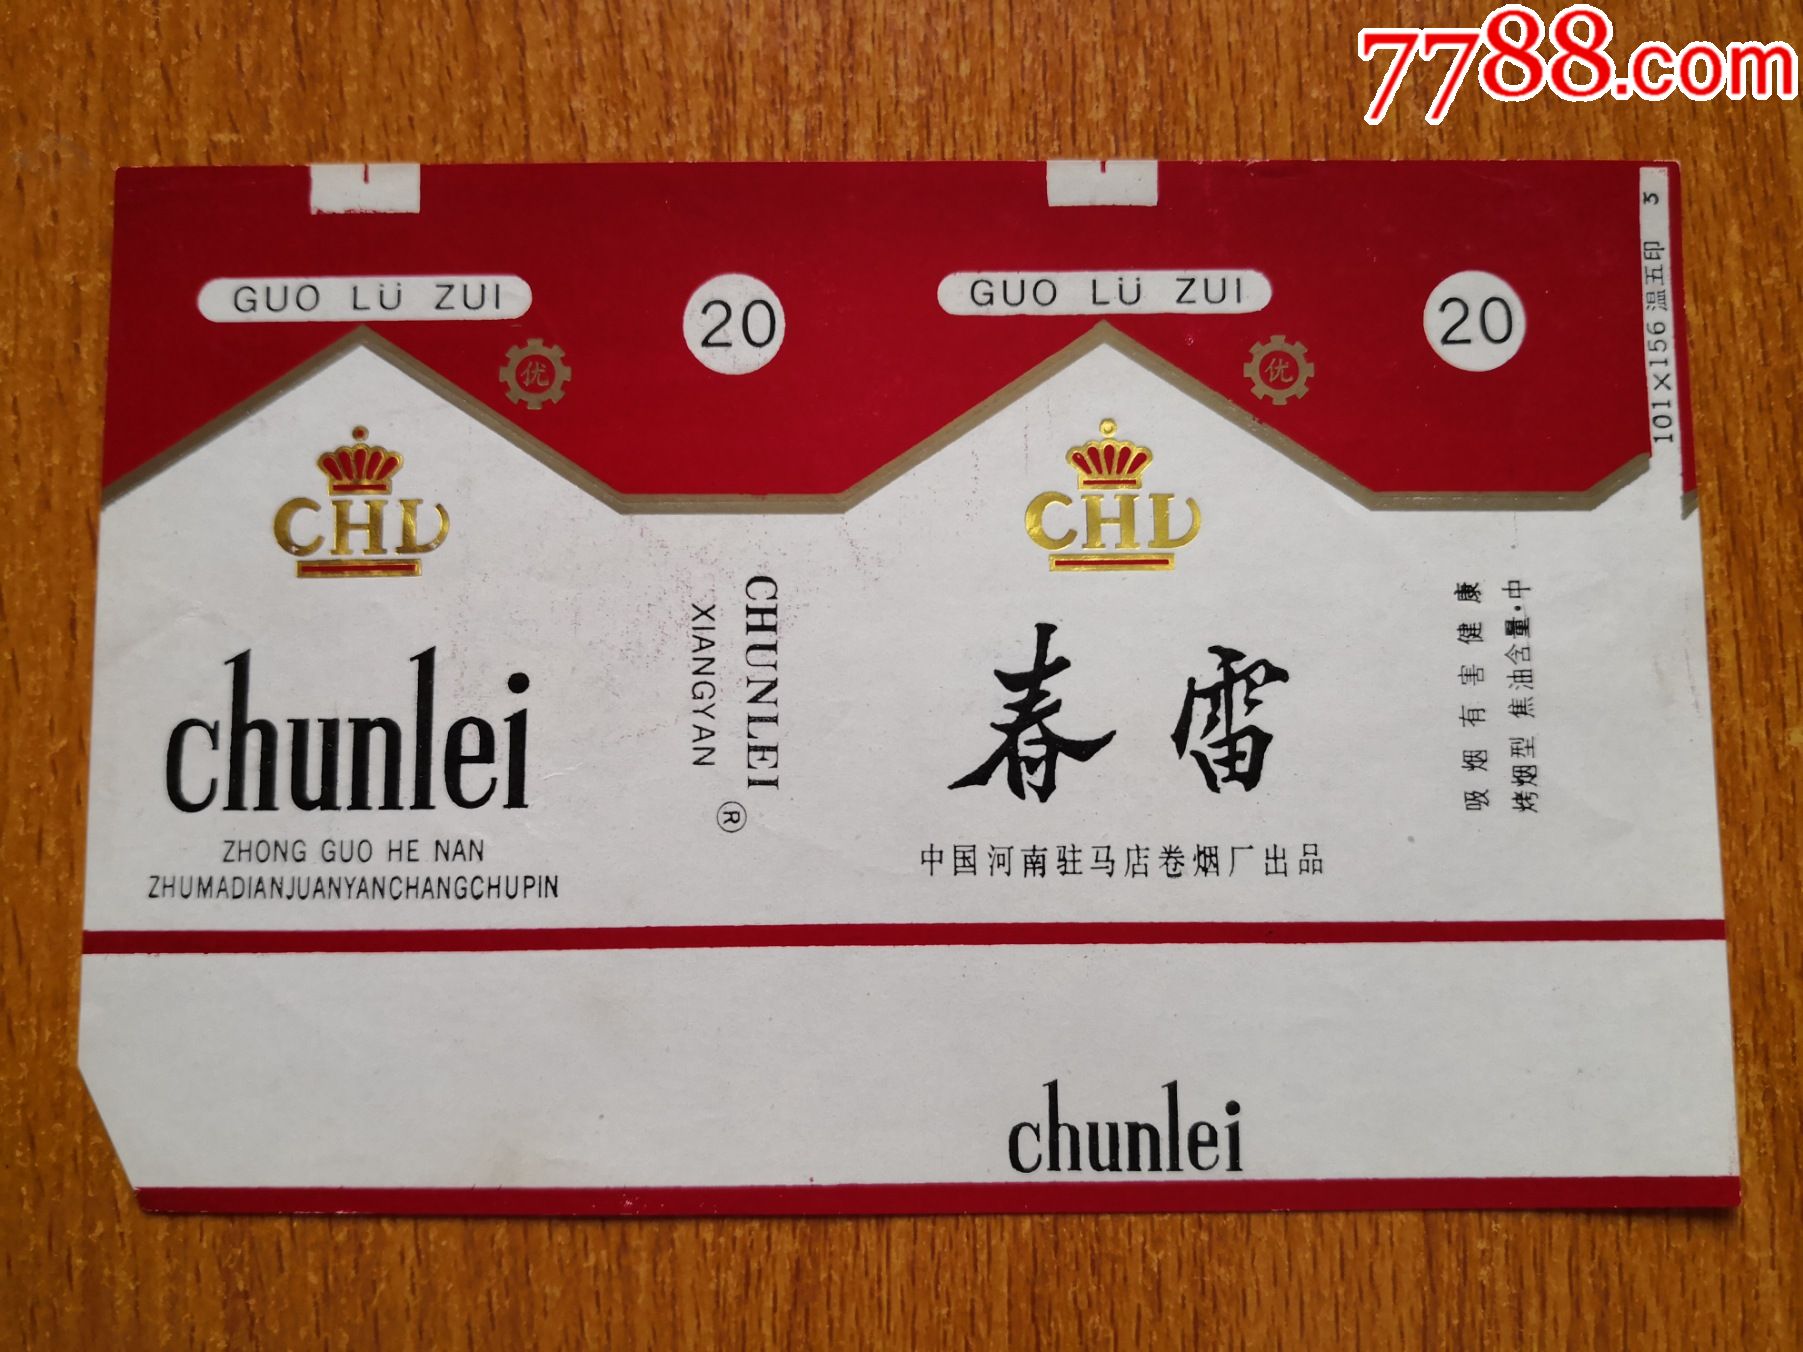 7788.com
GUO LÜ ZUI
20
GUO LÜ ZUI
20
优
优
101×156 温五印 3
CHL
CHL
chunlei
ZHONG GUO HE NAN
ZHUMADIANJUANYANCHANGCHUPIN
CHUNLEI
XIANGYAN
®
春雷
中国河南驻马店卷烟厂出品
吸烟有害健康
烤烟型 焦油含量·中
chunlei